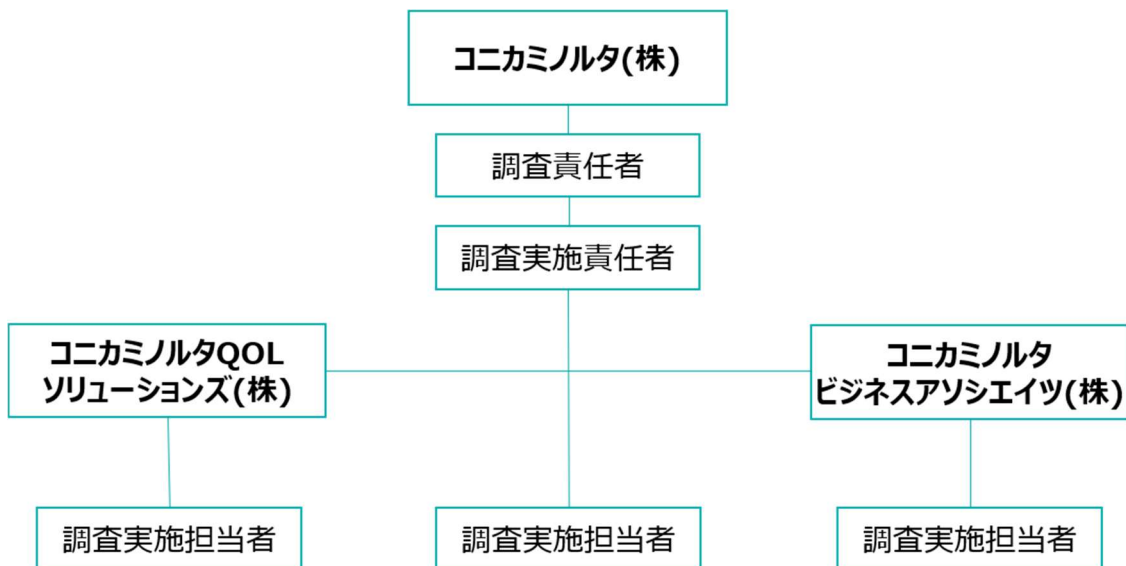 コニカミノルタ(株)
調査責任者
調査実施責任者
コニカミノルタQOL
ソリューションズ(株)
コニカミノルタ
ビジネスアソシエイツ(株)
調査実施担当者
調査実施担当者
調査実施担当者